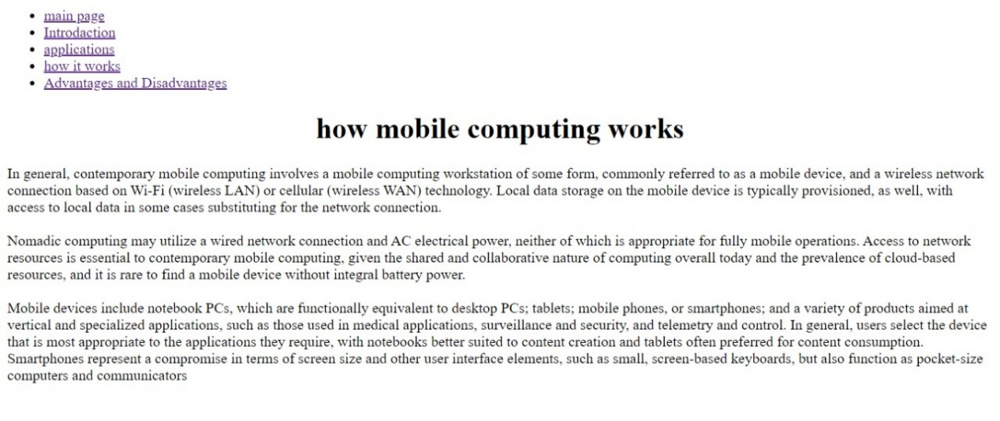 main page
Introdaction
applications
how it works
Advantages and Disadvantages
how mobile computing works
In general, contemporary mobile computing involves a mobile computing workstation of some form, commonly referred to as a mobile device, and a wireless network
connection based on Wi-Fi (wireless LAN) or cellular (wireless WAN) technology. Local data storage on the mobile device is typically provisioned, as well, with
access to local data in some cases substituting for the network connection.
Nomadic computing may utilize a wired network connection and AC electrical power, neither of which is appropriate for fully mobile operations. Access to network
resources is essential to contemporary mobile computing, given the shared and collaborative nature of computing overall today and the prevalence of cloud-based
resources, and it is rare to find a mobile device without integral battery power.
Mobile devices include notebook PCs, which are functionally equivalent to desktop PCs; tablets; mobile phones, or smartphones; and a variety of products aimed at
vertical and specialized applications, such as those used in medical applications, surveillance and security, and telemetry and control. In general, users select the device
that is most appropriate to the applications they require, with notebooks better suited to content creation and tablets often preferred for content consumption.
Smartphones represent a compromise in terms of screen size and other user interface elements, such as small, screen-based keyboards, but also function as pocket-size
computers and communicators